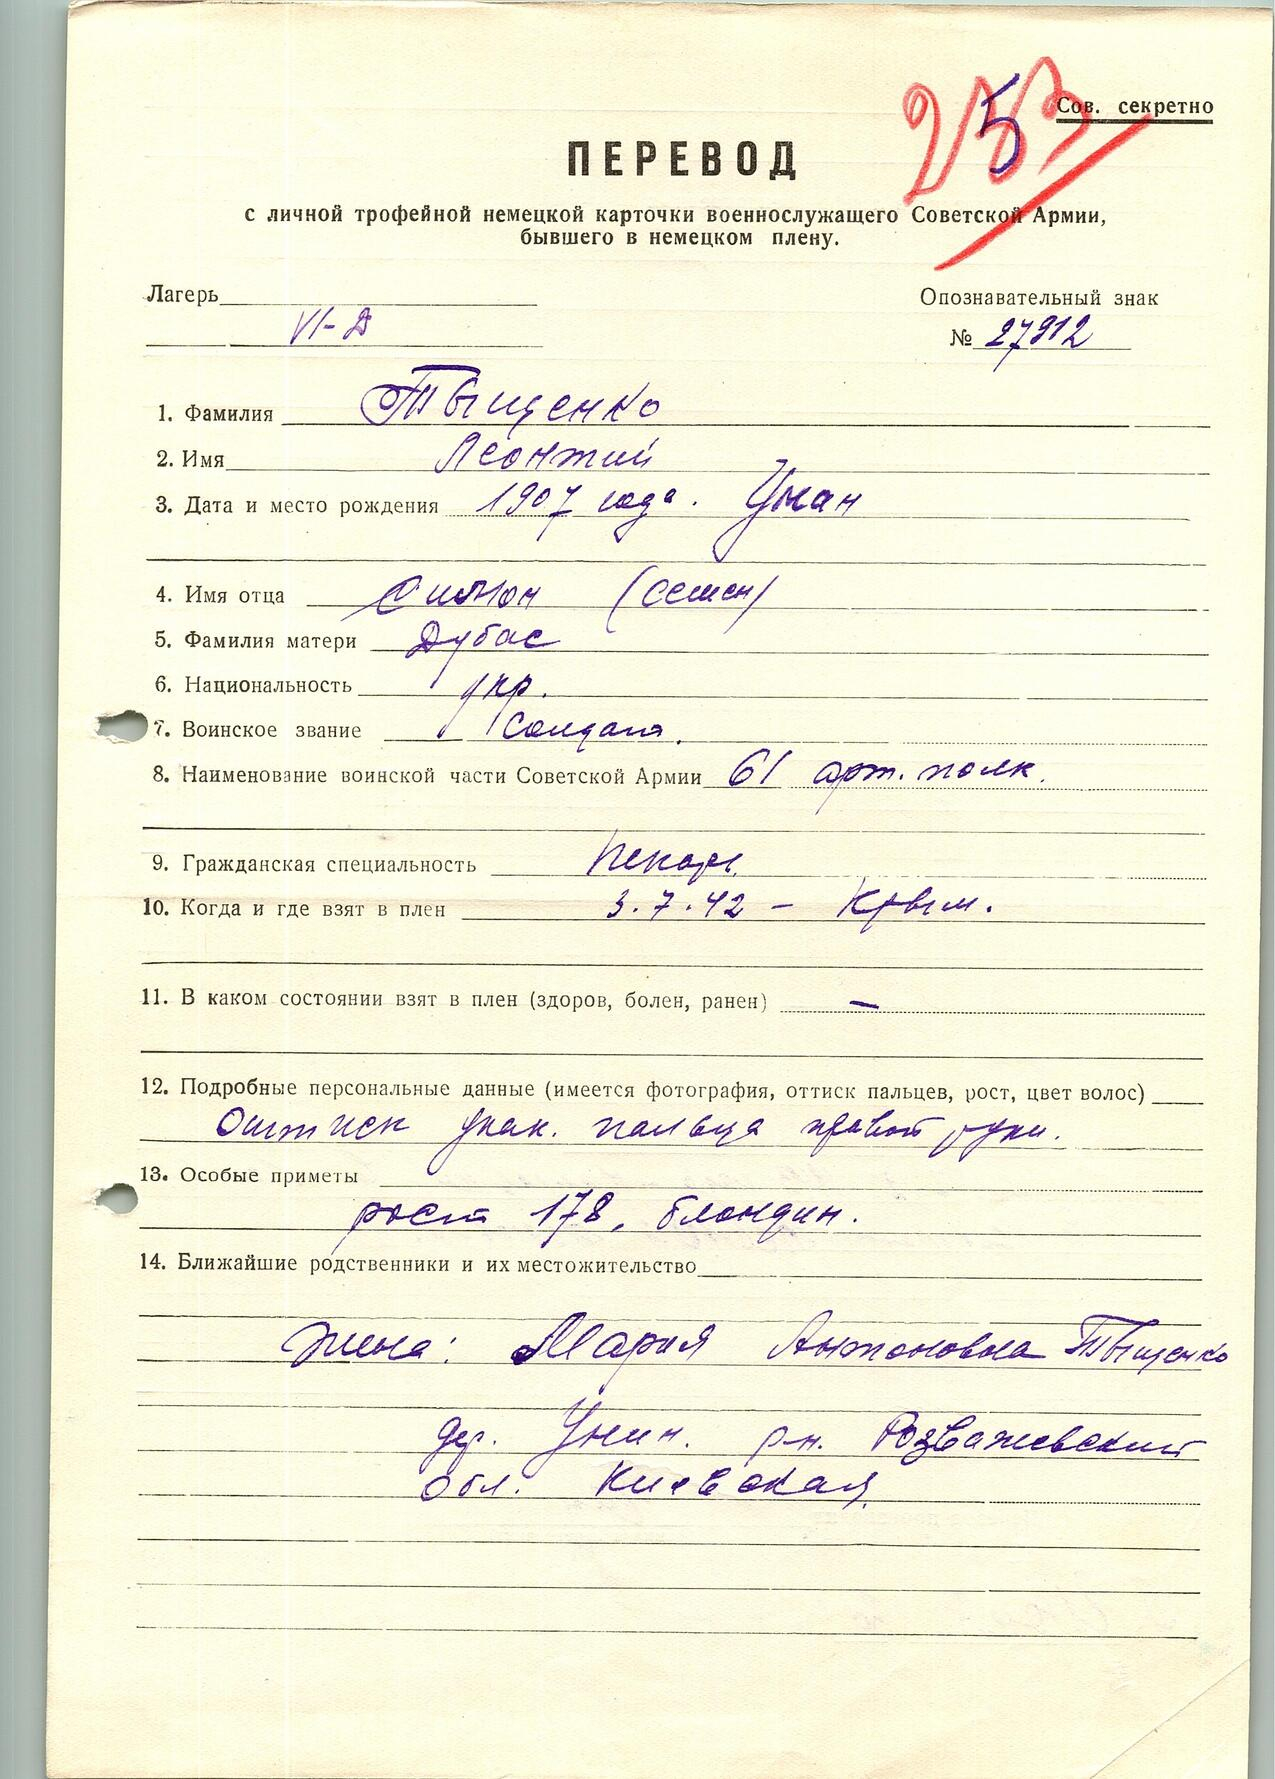 253
Сов. секретно
ПЕРЕВОД
с личной трофейной немецкой карточки военнослужащего Советской Армии,
бывшего в немецком плену.
Лагерь
VI-Д
Опознавательный знак
№ 27912
1. Фамилия Тыщенко
2. Имя Леонтий
3. Дата и место рождения 1907 года. Уман
4. Имя отца Симон (Семен)
5. Фамилия матери Дубас
6. Национальность укр.
7. Воинское звание Солдат.
8. Наименование воинской части Советской Армии 61 арт. полк.
9. Гражданская специальность Пекарь
10. Когда и где взят в плен 3.7.42 – Крым.
11. В каком состоянии взят в плен (здоров, болен, ранен) –
12. Подробные персональные данные (имеется фотография, оттиск пальцев, рост, цвет волос)
Оттиск указ. пальца правой руки.
13. Особые приметы
рост 178, блондин.
14. Ближайшие родственники и их местожительство
Жена: Мария Антоновна Тыщенко
дер. Унин. р-н. Розважевский
обл. Киевская.